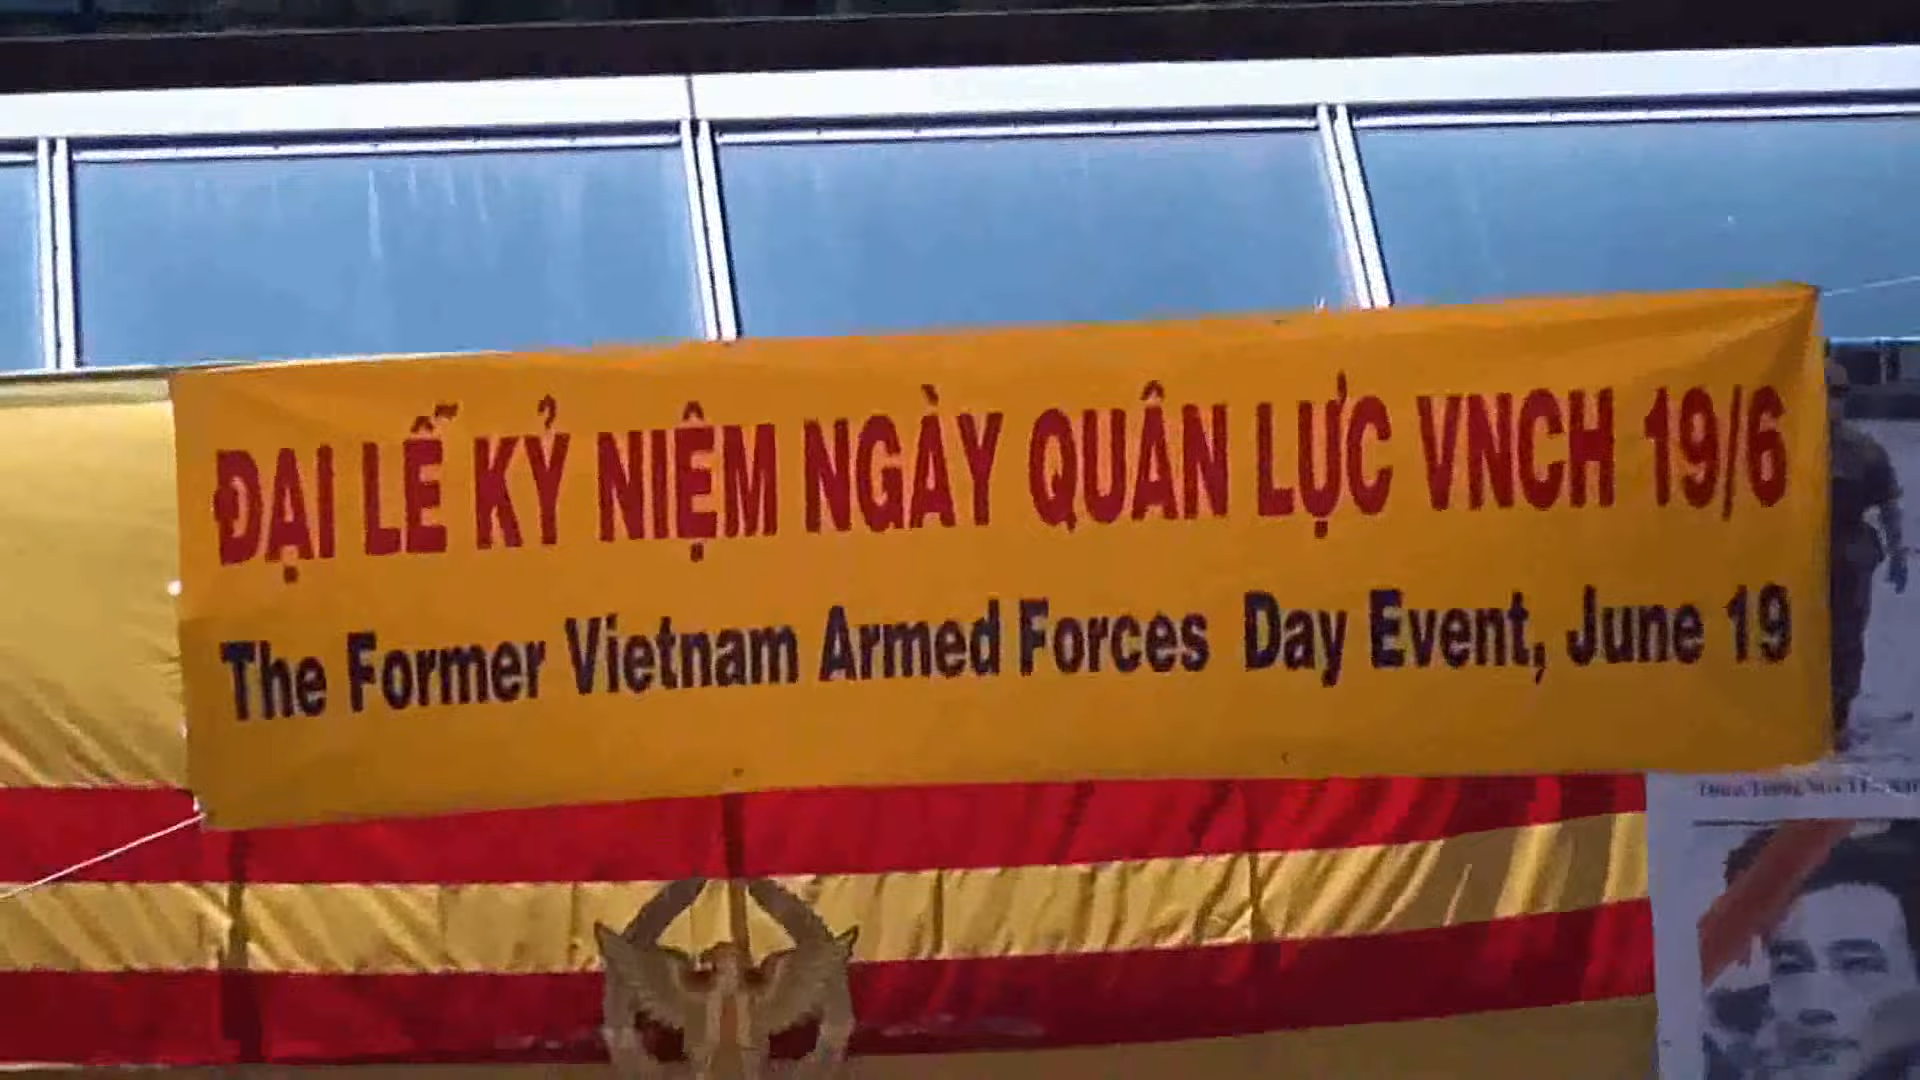 ĐẠI LỄ KỶ NIỆM NGÀY QUÂN LỰC VNCH 19/6
The Former Vietnam Armed Forces Day Event, June 19